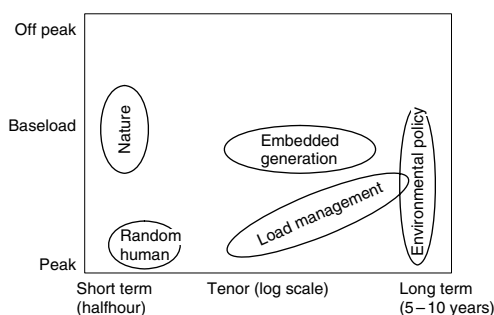 Off peak
Baseload
Peak
Nature
Random
human
Embedded
generation
Load management
Environmental policy
Short term
(halfhour)
Tenor (log scale)
Long term
(5–10 years)